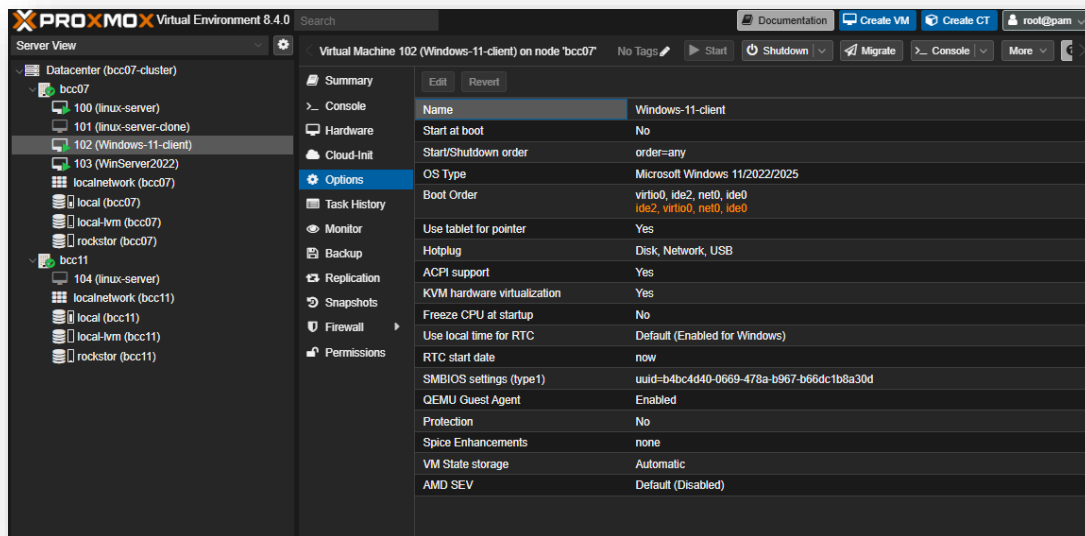 PROXMOX Virtual Environment 8.4.0 Search Documentation Create VM Create CT root@pam
Server View
Virtual Machine 102 (Windows-11-client) on node 'bcc07' No Tags Start Shutdown Migrate >_ Console More
Datacenter (bcc07-cluster)
bcc07
100 (linux-server)
101 (linux-server-clone)
102 (Windows-11-client)
103 (WinServer2022)
localnetwork (bcc07)
local (bcc07)
local-lvm (bcc07)
rockstor (bcc07)
bcc11
104 (linux-server)
localnetwork (bcc11)
local (bcc11)
local-lvm (bcc11)
rockstor (bcc11)
Summary
>_ Console
Hardware
Cloud-Init
Options
Task History
Monitor
Backup
Replication
Snapshots
Firewall
Permissions
Edit Revert
Name Windows-11-client
Start at boot No
Start/Shutdown order order=any
OS Type Microsoft Windows 11/2022/2025
Boot Order virtio0, ide2, net0, ide0
ide2, virtio0, net0, ide0
Use tablet for pointer Yes
Hotplug Disk, Network, USB
ACPI support Yes
KVM hardware virtualization Yes
Freeze CPU at startup No
Use local time for RTC Default (Enabled for Windows)
RTC start date now
SMBIOS settings (type1) uuid=b4bc4d40-0669-478a-b967-b66dc1b8a30d
QEMU Guest Agent Enabled
Protection No
Spice Enhancements none
VM State storage Automatic
AMD SEV Default (Disabled)